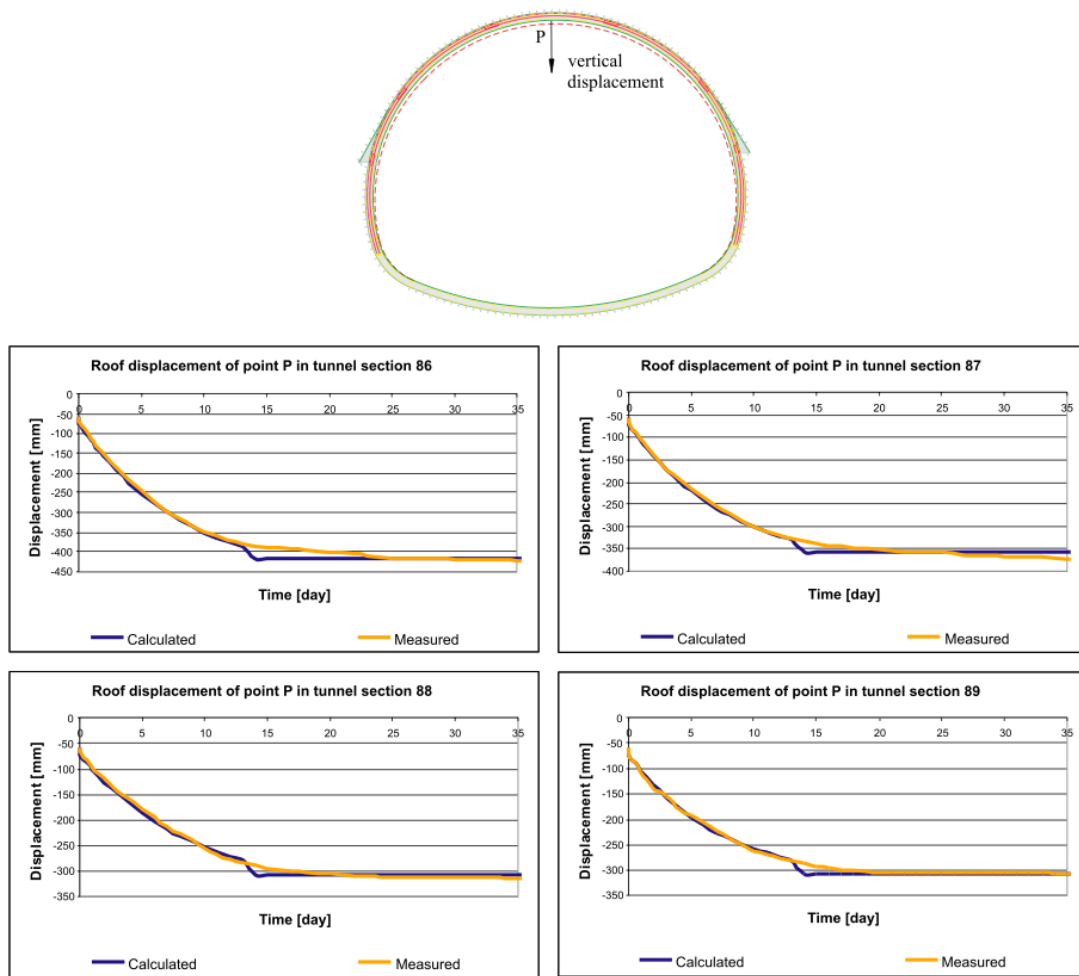 P
vertical
displacement
Roof displacement of point P in tunnel section 86
0
-50
-100
-150
-200
-250
-300
-350
-400
-450
0 5 10 15 20 25 30 35
Displacement [mm]
Time [day]
Calculated Measured
Roof displacement of point P in tunnel section 87
0
-50
-100
-150
-200
-250
-300
-350
-400
0 5 10 15 20 25 30 35
Displacement [mm]
Time [day]
Calculated Measured
Roof displacement of point P in tunnel section 88
0
-50
-100
-150
-200
-250
-300
-350
0 5 10 15 20 25 30 35
Displacement [mm]
Time [day]
Calculated Measured
Roof displacement of point P in tunnel section 89
0
-50
-100
-150
-200
-250
-300
-350
0 5 10 15 20 25 30 35
Displacement [mm]
Time [day]
Calculated Measured